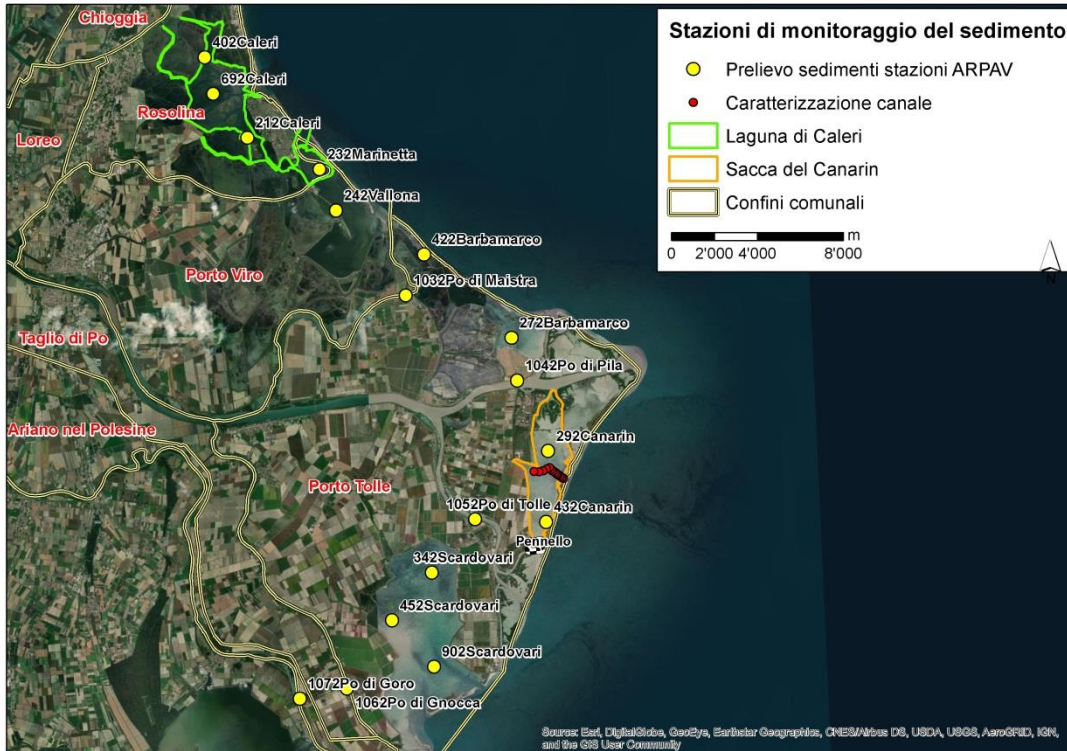 Chioggia
402Caleri
692Caleri
Rosolina
212Caleri
Loreo
232Marinetta
242Vallona
422Barbamarco
Porto Viro
1032Po di Maistra
Taglio di Po
272Barbamarco
1042Po di Pila
Ariano nel Polesine
292Canarin
Porto Tolle
1052Po di Tolle
432Canarin
Pennello
342Scardovari
452Scardovari
902Scardovari
1072Po di Goro
1062Po di Gnocca
Stazioni di monitoraggio del sedimento
Prelievo sedimenti stazioni ARPAV
Caratterizzazione canale
Laguna di Caleri
Sacca del Canarin
Confini comunali
m
0 2'000 4'000 8'000
N
Source: Esri, DigitalGlobe, GeoEye, Earthstar Geographics, CNES/Airbus DS, USDA, USGS, AeroGRID, IGN,
and the GIS User Community